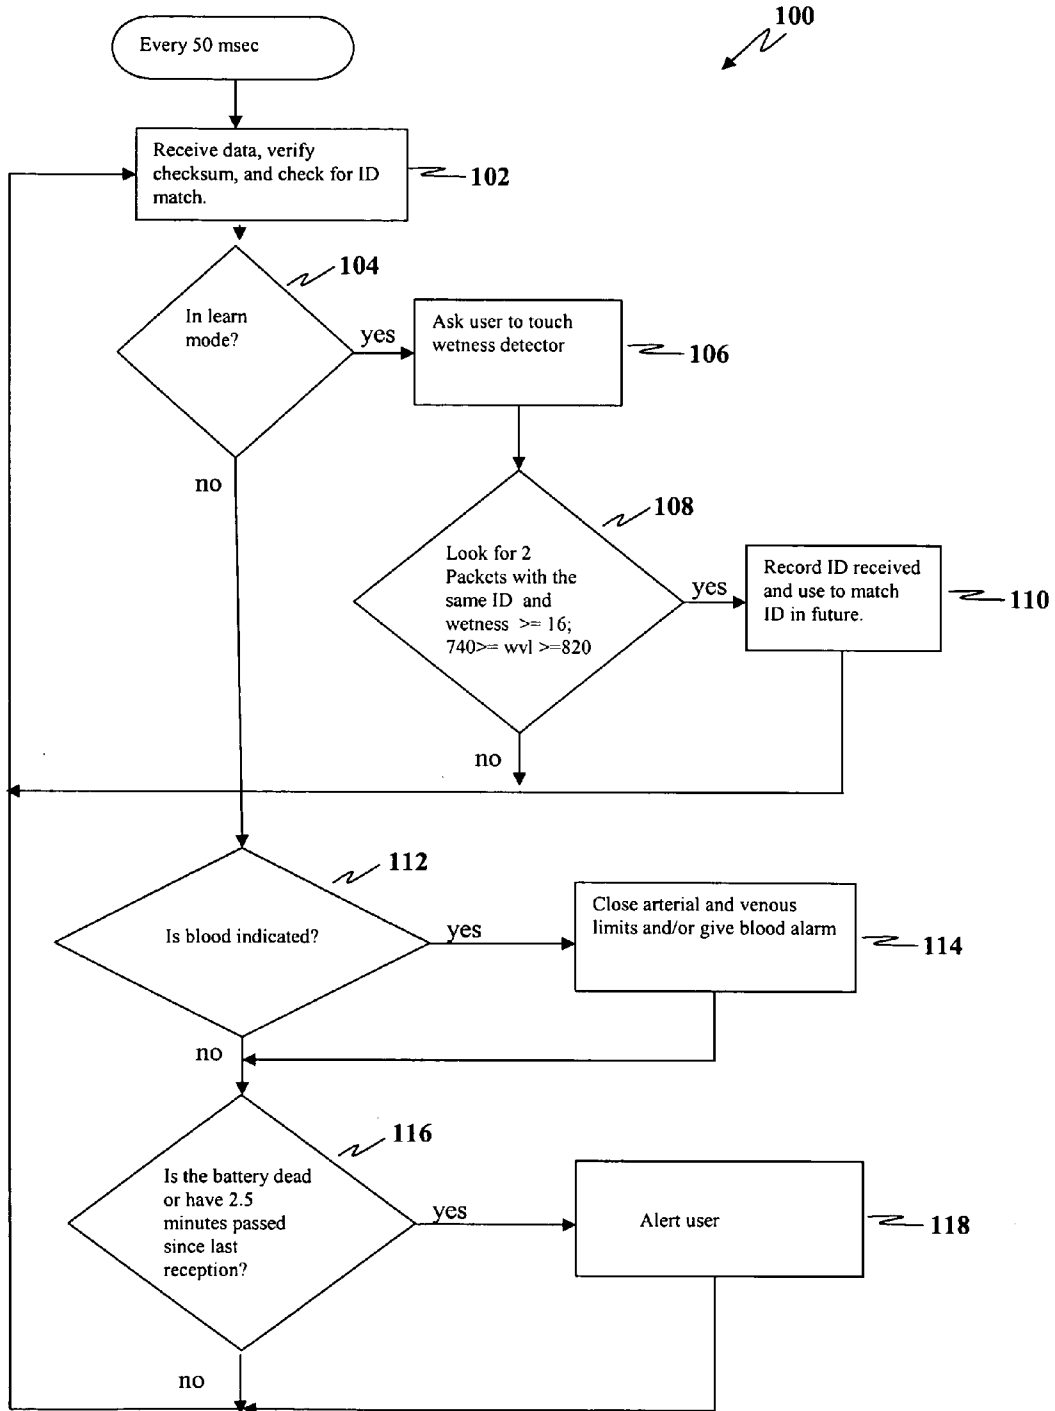 100
Every 50 msec
Receive data, verify
checksum, and check for ID
match.
102
104
In learn
mode?
yes
Ask user to touch
wetness detector
106
no
108
Look for 2
Packets with the
same ID and
wetness >= 16;
740>= wvl >=820
yes
Record ID received
and use to match
ID in future.
110
no
112
Is blood indicated?
yes
Close arterial and venous
limits and/or give blood alarm
114
no
116
Is the battery dead
or have 2.5
minutes passed
since last
reception?
yes
Alert user
118
no